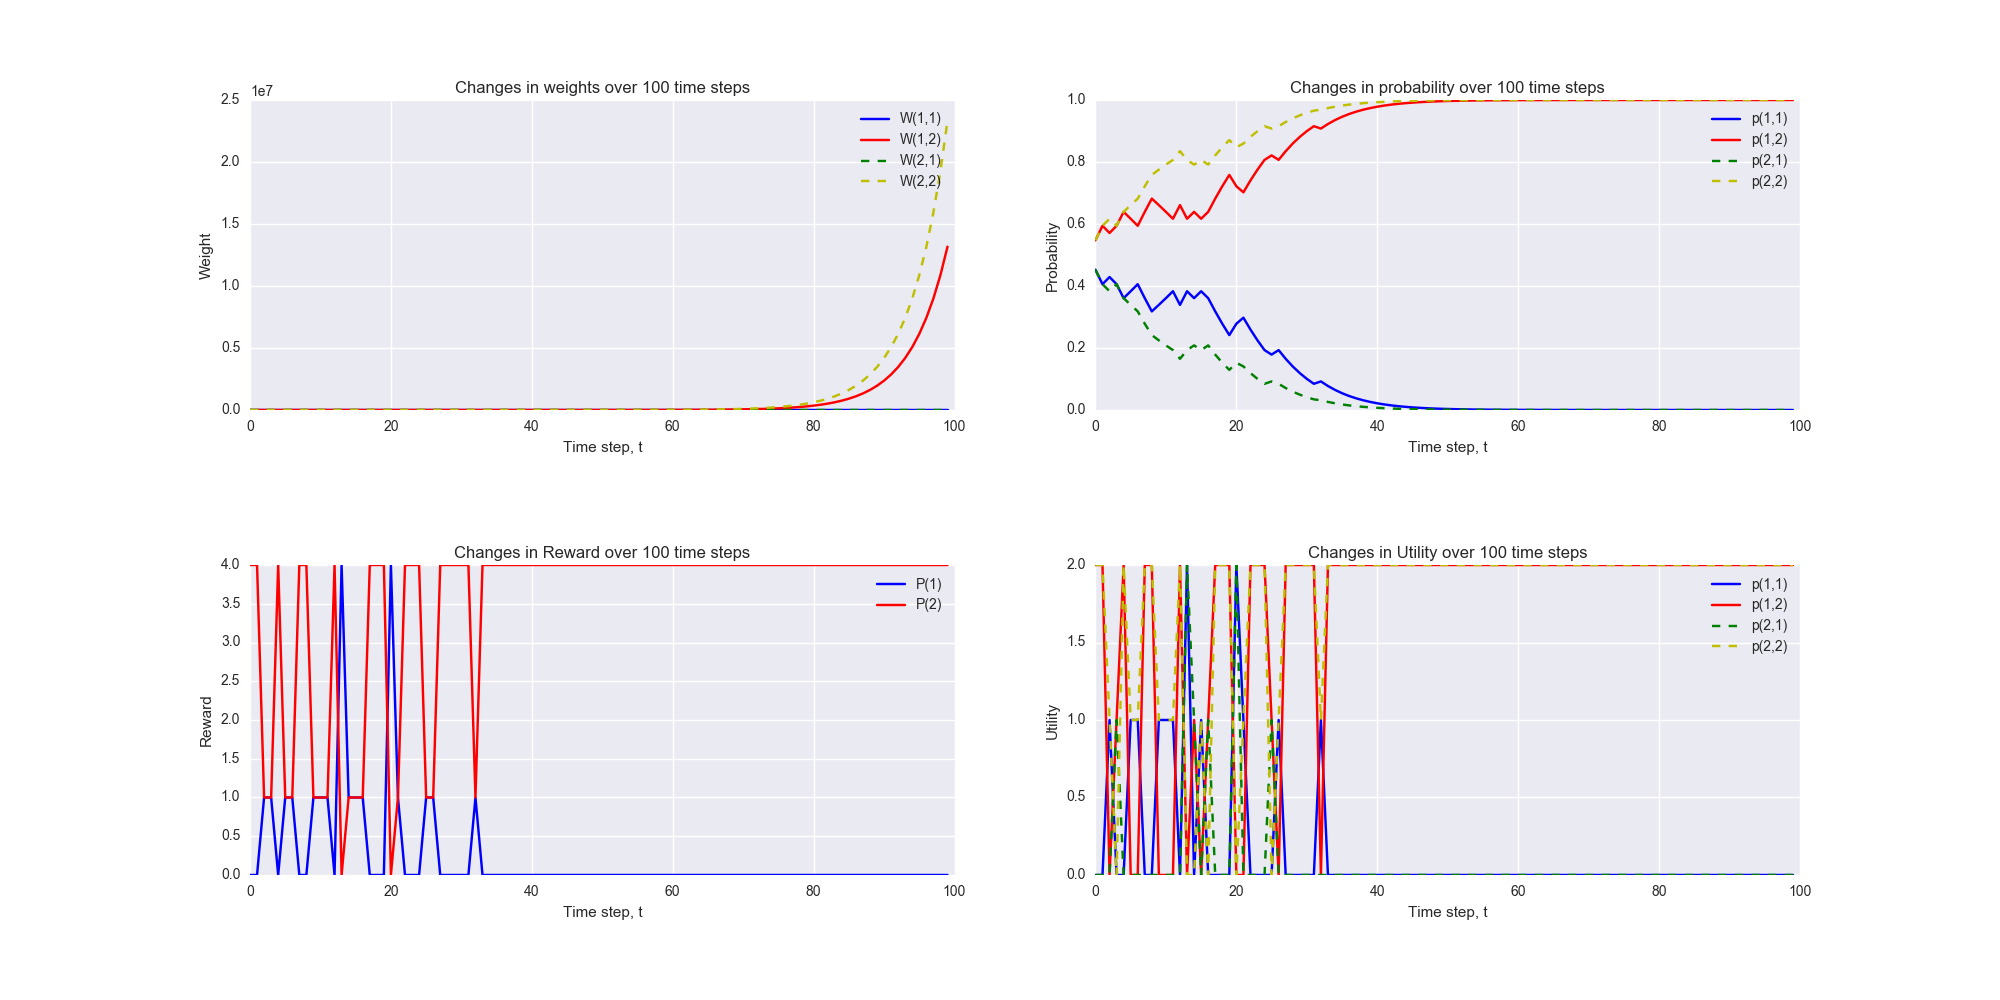 Changes in weights over 100 time steps
1e7
2.5
2.0
1.5
1.0
0.5
0.0
Weight
0 20 40 60 80 100
Time step, t
W(1,1)
W(1,2)
W(2,1)
W(2,2)
Changes in probability over 100 time steps
1.0
0.8
0.6
0.4
0.2
0.0
Probability
0 20 40 60 80 100
Time step, t
p(1,1)
p(1,2)
p(2,1)
p(2,2)
Changes in Reward over 100 time steps
4.0
3.5
3.0
2.5
2.0
1.5
1.0
0.5
0.0
Reward
0 20 40 60 80 100
Time step, t
P(1)
P(2)
Changes in Utility over 100 time steps
2.0
1.5
1.0
0.5
0.0
Utility
0 20 40 60 80 100
Time step, t
p(1,1)
p(1,2)
p(2,1)
p(2,2)